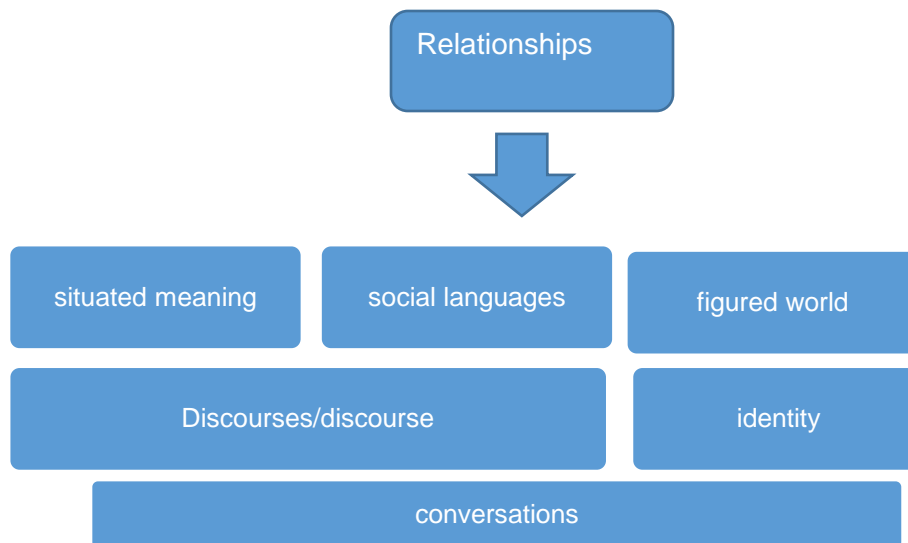 Relationships
situated meaning
social languages
figured world
Discourses/discourse
identity
conversations